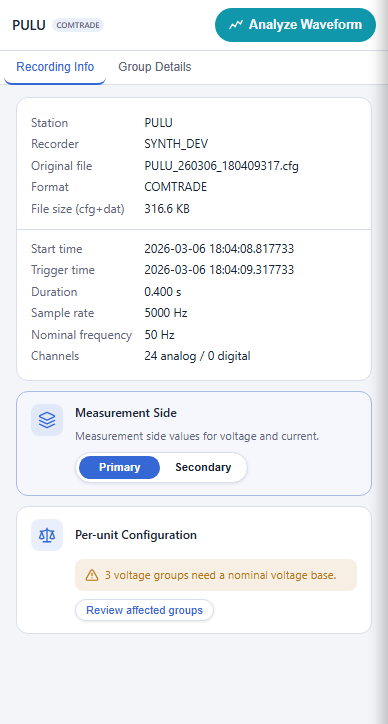 PULU COMTRADE Analyze Waveform
Recording Info Group Details
Station PULU
Recorder SYNTH_DEV
Original file PULU_260306_180409317.cfg
Format COMTRADE
File size (cfg+dat) 316.6 KB
Start time 2026-03-06 18:04:08.817733
Trigger time 2026-03-06 18:04:09.317733
Duration 0.400 s
Sample rate 5000 Hz
Nominal frequency 50 Hz
Channels 24 analog / 0 digital
Measurement Side
Measurement side values for voltage and current.
Primary Secondary
Per-unit Configuration
3 voltage groups need a nominal voltage base.
Review affected groups